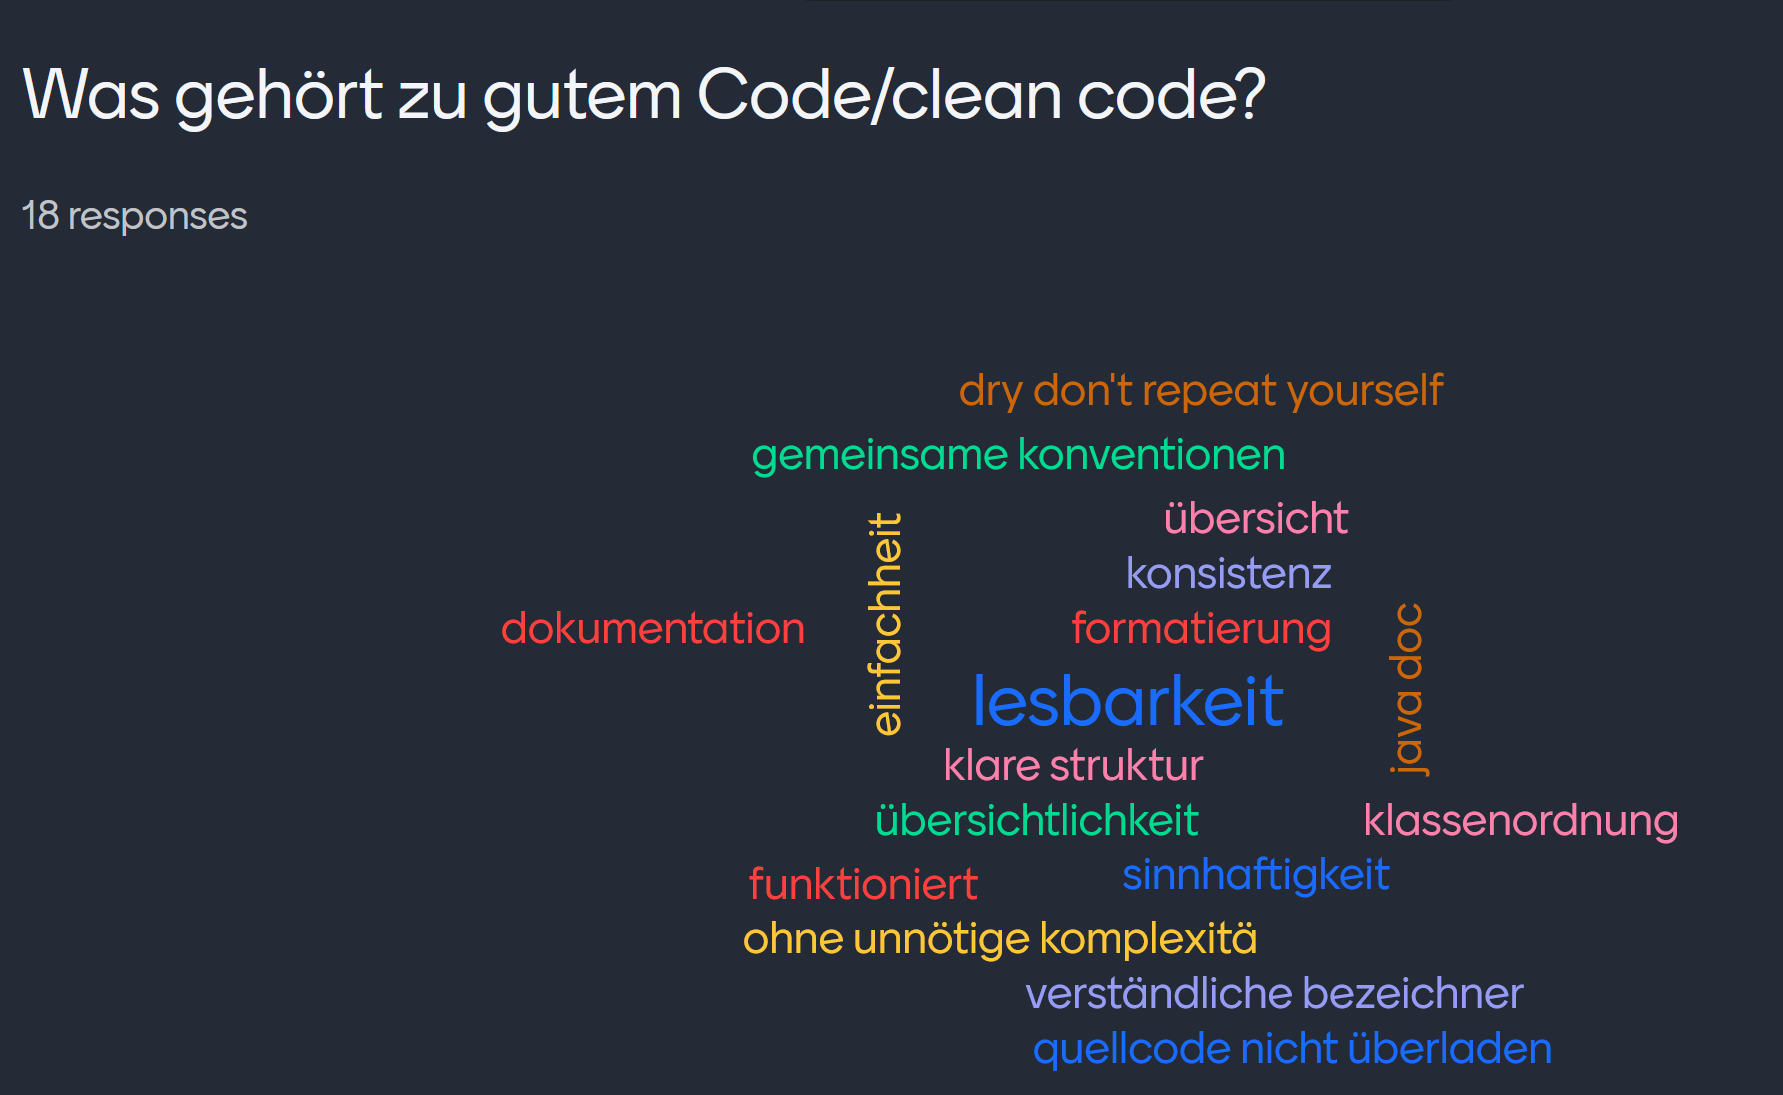 Was gehört zu gutem Code/clean code?
18 responses
dry don't repeat yourself
gemeinsame konventionen
übersicht
einfachheit
konsistenz
dokumentation
formatierung
java doc
lesbarkeit
klare struktur
übersichtlichkeit
klassenordnung
sinnhaftigkeit
funktioniert
ohne unnötige komplexitä
verständliche bezeichner
quellcode nicht überladen